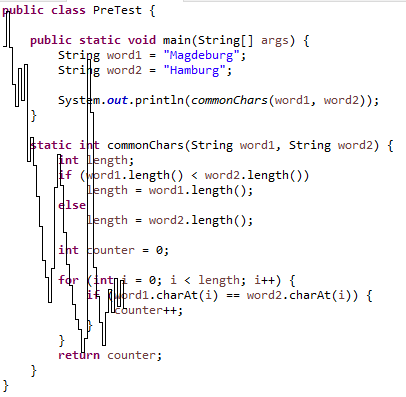 public class PreTest {
public static void main(String[] args) {
String word1 = "Magdeburg";
String word2 = "Hamburg";
System.out.println(commonChars(word1, word2));
}
static int commonChars(String word1, String word2) {
int length;
if (word1.length() < word2.length())
length = word1.length();
else
length = word2.length();
int counter = 0;
for (int i = 0; i < length; i++) {
if (word1.charAt(i) == word2.charAt(i)) {
counter++;
}
}
return counter;
}
}